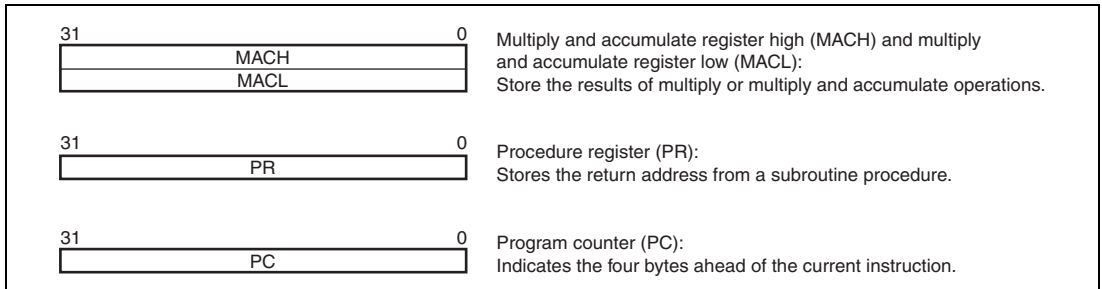 31 0
MACH
MACL
Multiply and accumulate register high (MACH) and multiply
and accumulate register low (MACL):
Store the results of multiply or multiply and accumulate operations.
31 0
PR
Procedure register (PR):
Stores the return address from a subroutine procedure.
31 0
PC
Program counter (PC):
Indicates the four bytes ahead of the current instruction.